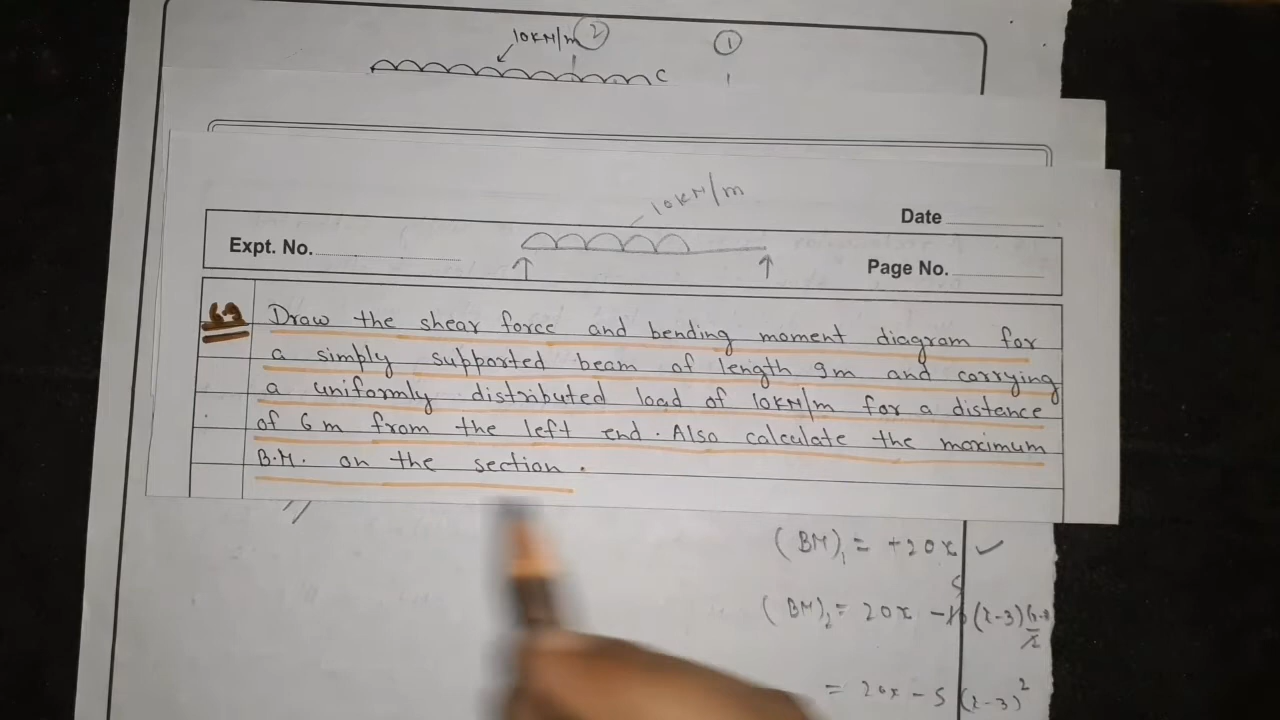 10KN/m ② ①
C
10KN/m
Date
Expt. No.
Page No.
Draw the shear force and bending moment diagram for
a simply supported beam of length 9m and carrying
a uniformly distributed load of 10KN/m for a distance
of 6m from the left end. Also calculate the maximum
B.M. on the section.
(BM)₁ = +20x ✓
(BM)₂ = 20x - 5 (x-3)
= 20x - 5 (x-3)²